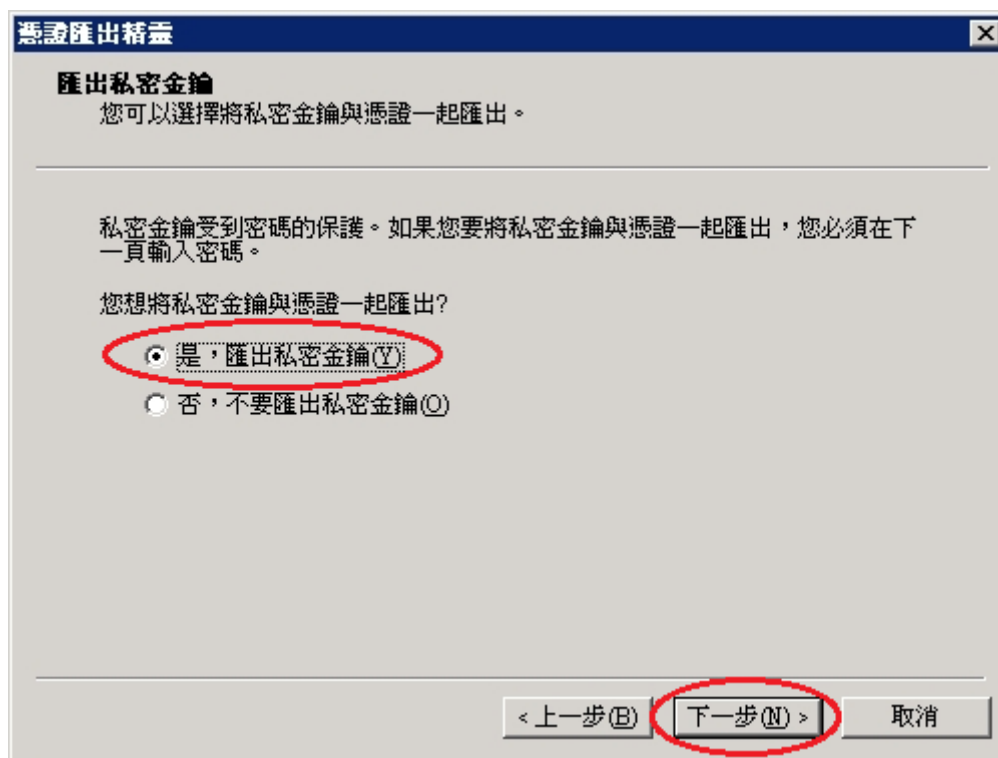 憑證匯出精靈
匯出私密金鑰
您可以選擇將私密金鑰與憑證一起匯出。
私密金鑰受到密碼的保護。如果您要將私密金鑰與憑證一起匯出，您必須在下
一頁輸入密碼。
您想將私密金鑰與憑證一起匯出?
是，匯出私密金鑰(Y)
否，不要匯出私密金鑰(O)
<上一步(B)
下一步(N)>
取消